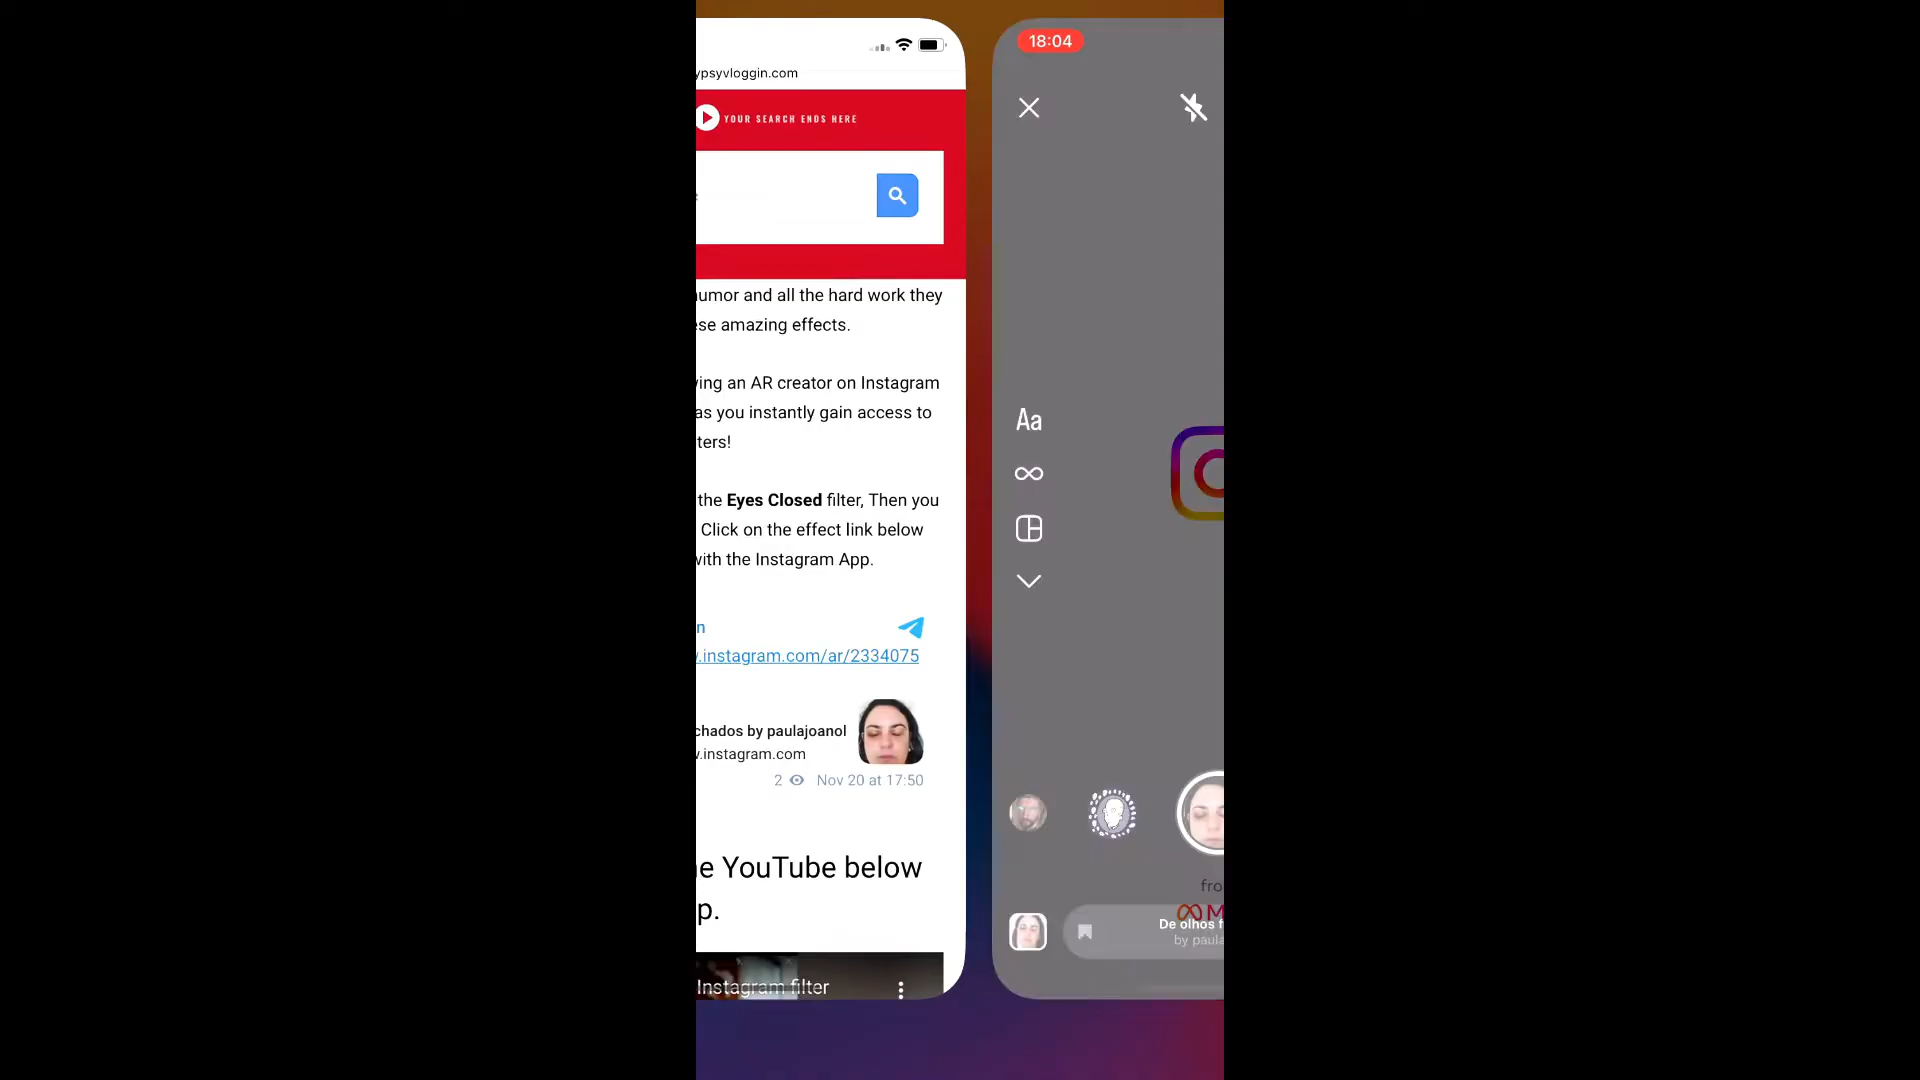 ypsyvloggin.com
YOUR SEARCH ENDS HERE
umor and all the hard work they
ese amazing effects.
ving an AR creator on Instagram
as you instantly gain access to
ters!
the Eyes Closed filter, Then you
Click on the effect link below
with the Instagram App.
n
.instagram.com/ar/2334075
chados by paulajoanol
.instagram.com
2 Nov 20 at 17:50
e YouTube below
p.
Instagram filter
18:04
Aa
fro
M
De olhos f
by paula